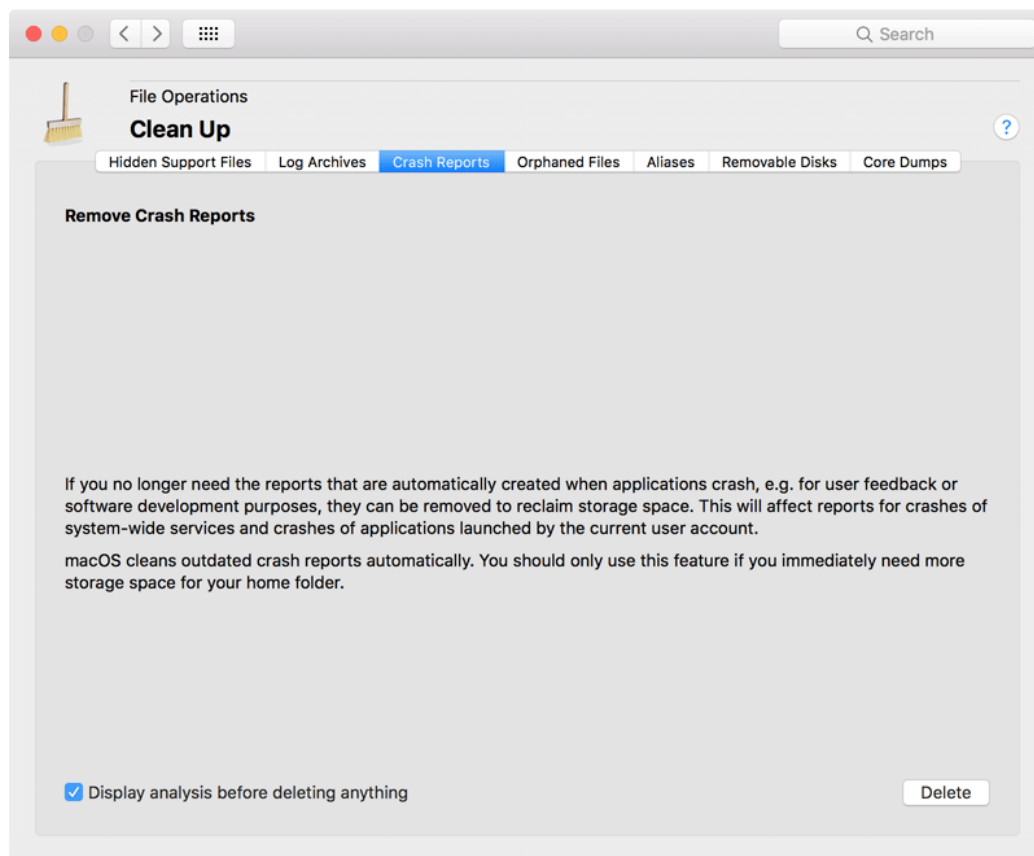 Search
File Operations
Clean Up
?
Hidden Support Files Log Archives Crash Reports Orphaned Files Aliases Removable Disks Core Dumps
Remove Crash Reports
If you no longer need the reports that are automatically created when applications crash, e.g. for user feedback or
software development purposes, they can be removed to reclaim storage space. This will affect reports for crashes of
system-wide services and crashes of applications launched by the current user account.
macOS cleans outdated crash reports automatically. You should only use this feature if you immediately need more
storage space for your home folder.
Display analysis before deleting anything Delete